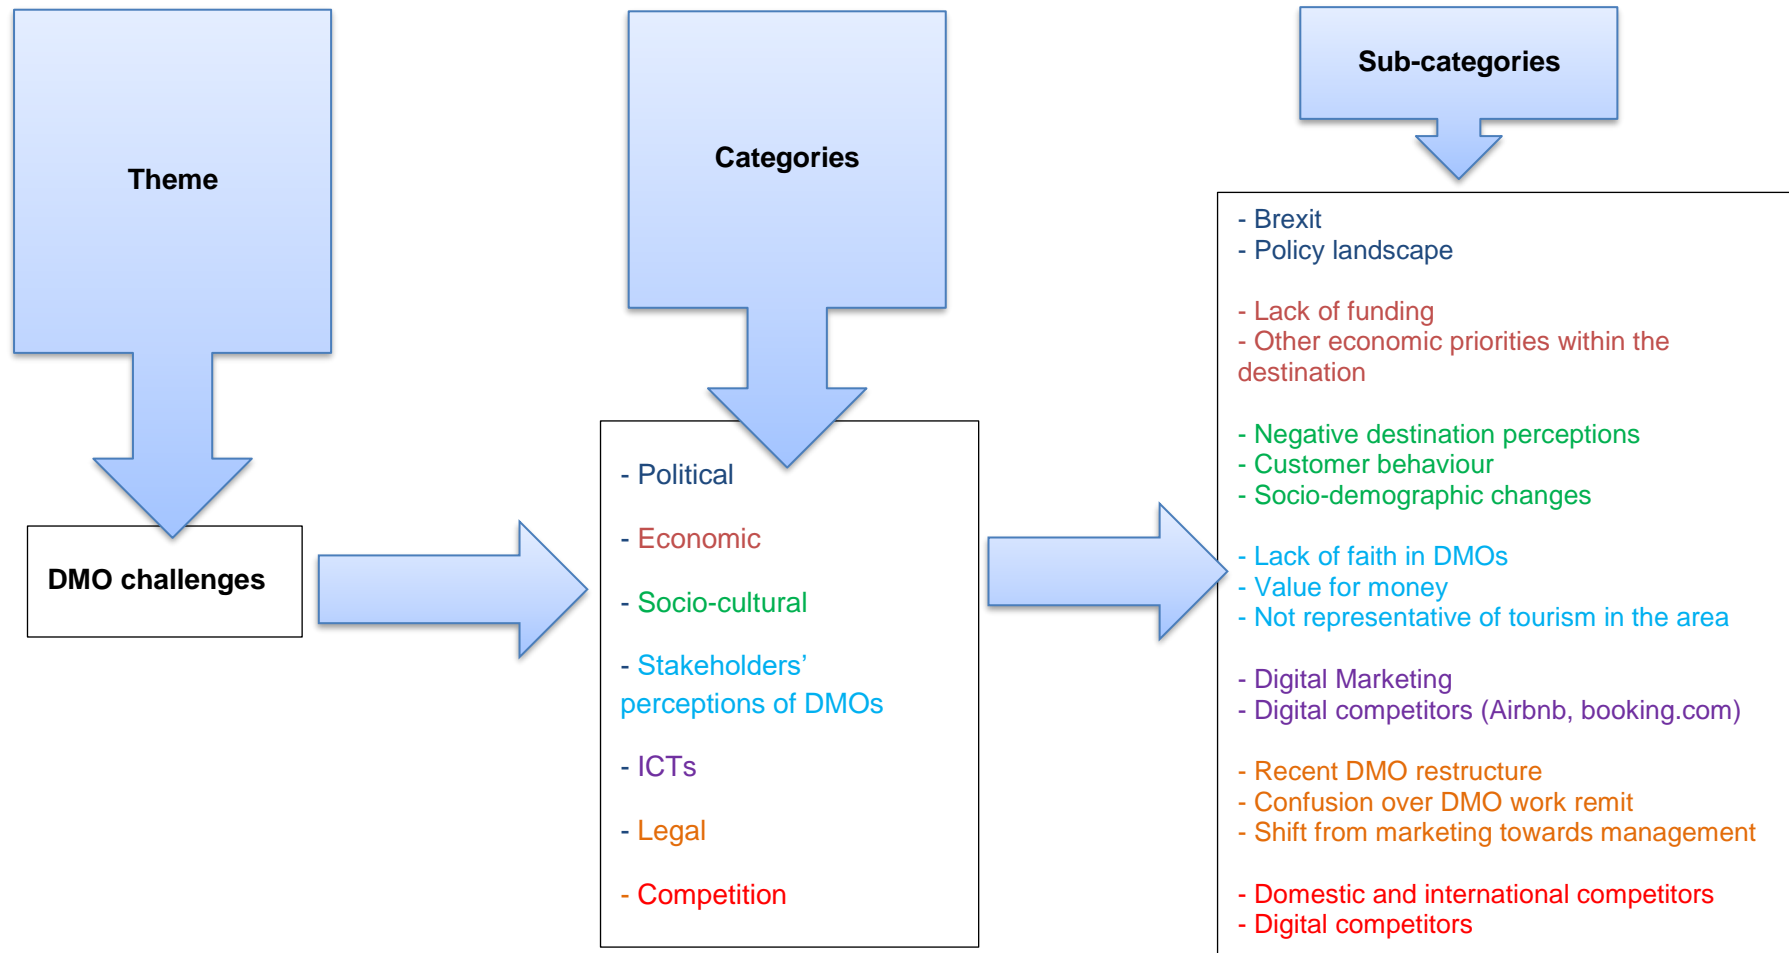 Theme
DMO challenges
Categories
- Political
- Economic
- Socio-cultural
- Stakeholders’
perceptions of DMOs
- ICTs
- Legal
- Competition
Sub-categories
- Brexit
- Policy landscape
- Lack of funding
- Other economic priorities within the
destination
- Negative destination perceptions
- Customer behaviour
- Socio-demographic changes
- Lack of faith in DMOs
- Value for money
- Not representative of tourism in the area
- Digital Marketing
- Digital competitors (Airbnb, booking.com)
- Recent DMO restructure
- Confusion over DMO work remit
- Shift from marketing towards management
- Domestic and international competitors
- Digital competitors